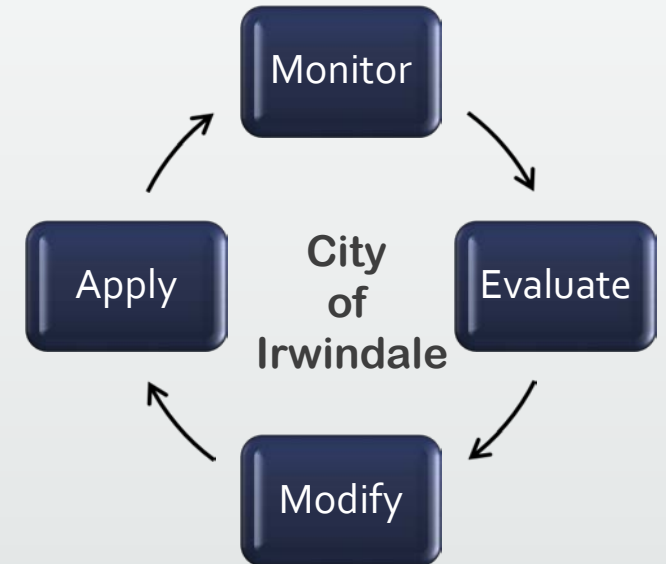 Monitor
Apply
City
of
Irwindale
Evaluate
Modify